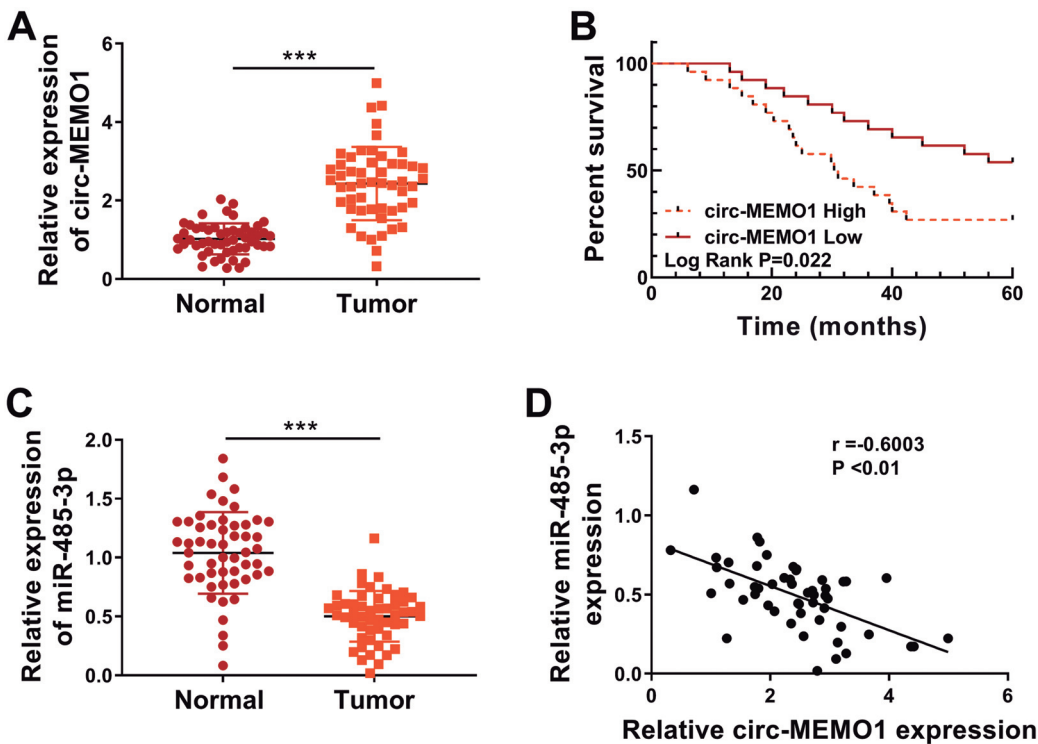 A
Relative expression
of circ-MEMO1
6
4
2
0
***
Normal
Tumor
B
Percent survival
100
50
0
circ-MEMO1 High
circ-MEMO1 Low
Log Rank P=0.022
0
20
40
60
Time (months)
C
Relative expression
of miR-485-3p
2.0
1.5
1.0
0.5
0.0
***
Normal
Tumor
D
Relative miR-485-3p
expression
1.5
1.0
0.5
0.0
r =-0.6003
P <0.01
0
2
4
6
Relative circ-MEMO1 expression